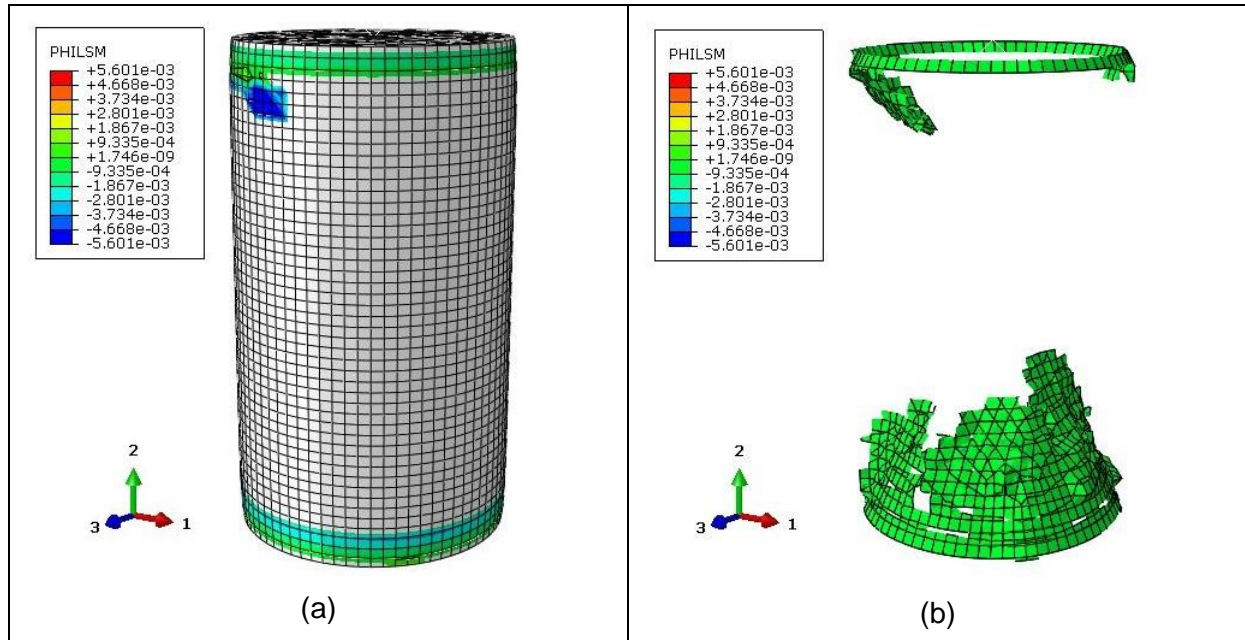 PHILSM
+5.601e-03
+4.668e-03
+3.734e-03
+2.801e-03
+1.867e-03
+9.335e-04
+1.746e-09
-9.335e-04
-1.867e-03
-2.801e-03
-3.734e-03
-4.668e-03
-5.601e-03
2
3
1
(a)
PHILSM
+5.601e-03
+4.668e-03
+3.734e-03
+2.801e-03
+1.867e-03
+9.335e-04
+1.746e-09
-9.335e-04
-1.867e-03
-2.801e-03
-3.734e-03
-4.668e-03
-5.601e-03
2
3
1
(b)